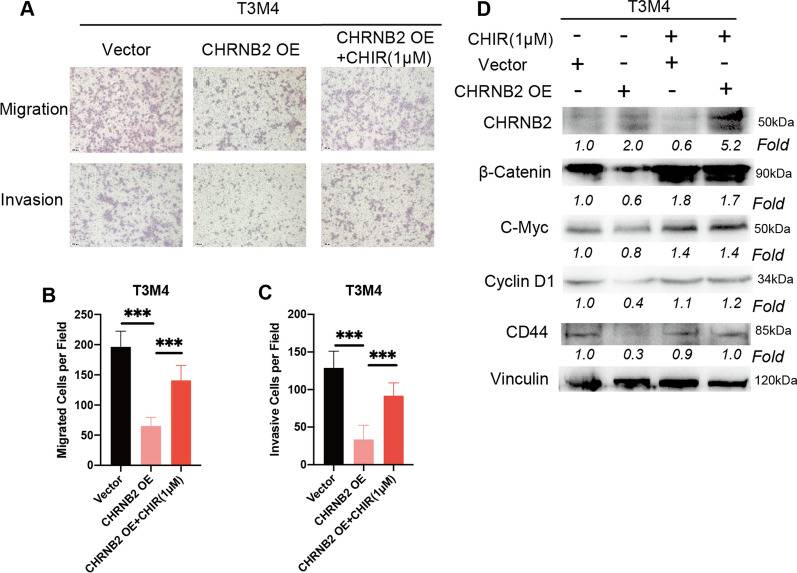 A
T3M4
Vector
CHRNB2 OE
CHRNB2 OE
+CHIR(1μM)
Migration
Invasion
B
T3M4
Migrated Cells per Field
250
200
150
100
50
0
***
***
Vector
CHRNB2 OE
CHRNB2 OE+CHIR(1μM)
C
T3M4
Invasive Cells per Field
200
150
100
50
0
***
***
Vector
CHRNB2 OE
CHRNB2 OE+CHIR(1μM)
D
T3M4
CHIR(1μM) - - + +
Vector + - + -
CHRNB2 OE - + - +
CHRNB2 50kDa
1.0 2.0 0.6 5.2 Fold
β-Catenin 90kDa
1.0 0.6 1.8 1.7 Fold
C-Myc 50kDa
1.0 0.8 1.4 1.4 Fold
Cyclin D1 34kDa
1.0 0.4 1.1 1.2 Fold
CD44 85kDa
1.0 0.3 0.9 1.0 Fold
Vinculin 120kDa